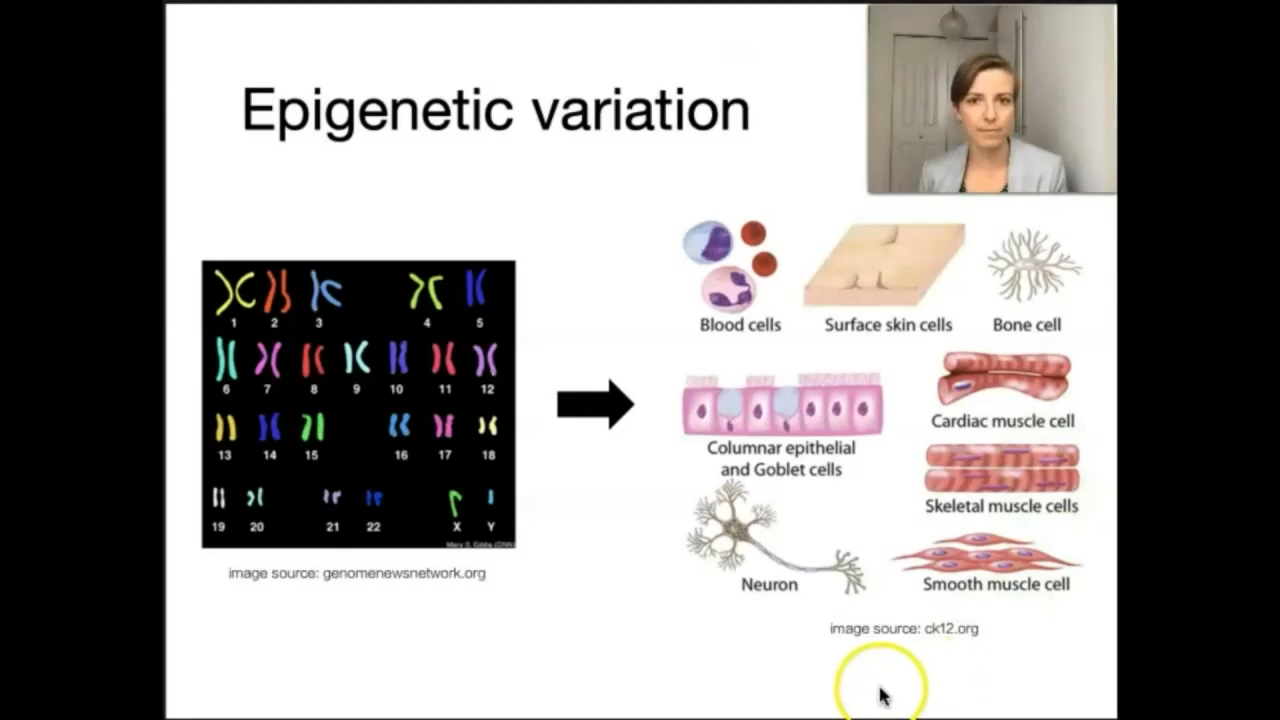 Epigenetic variation
1 2 3 4 5
6 7 8 9 10 11 12
13 14 15 16 17 18
19 20 21 22 X Y
image source: genomenewsnetwork.org
Blood cells
Surface skin cells
Bone cell
Cardiac muscle cell
Columnar epithelial
and Goblet cells
Skeletal muscle cells
Neuron
Smooth muscle cell
image source: ck12.org